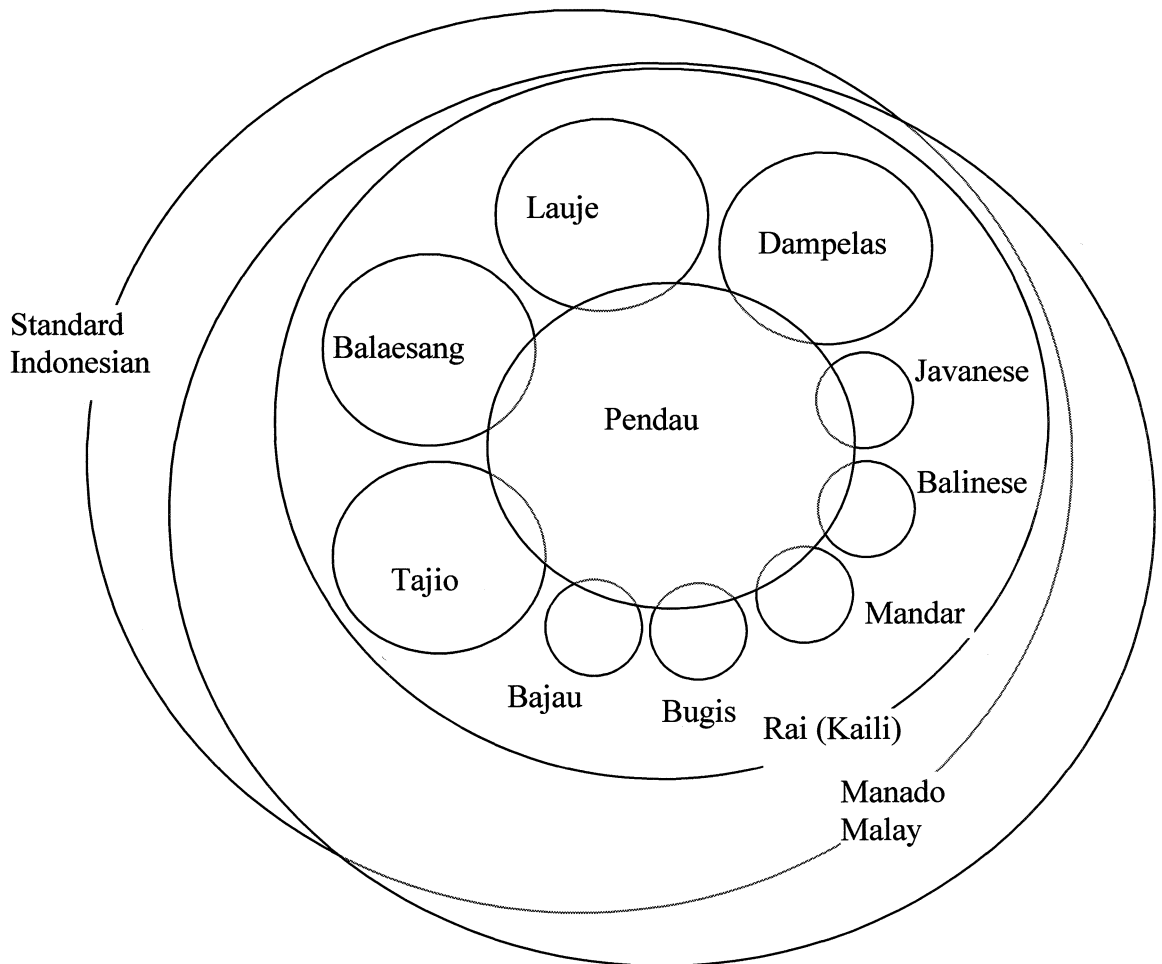 Lauje
Dampelas
Standard
Indonesian
Balaesang
Javanese
Pendau
Balinese
Tajio
Mandar
Bajau
Bugis
Rai (Kaili)
Manado
Malay